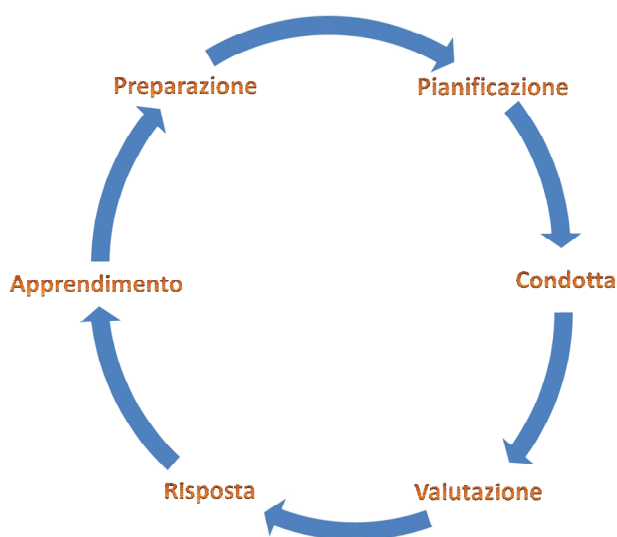 Preparazione
Pianificazione
Condotta
Valutazione
Risposta
Apprendimento